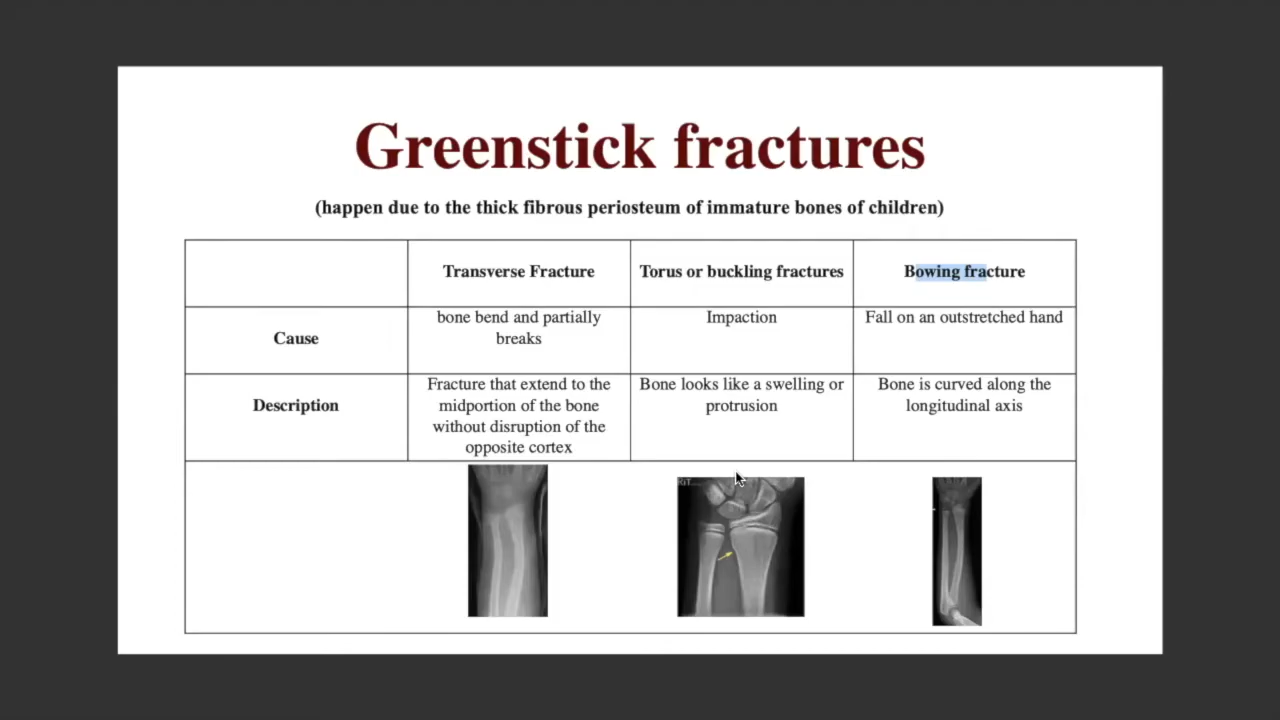 Greenstick fractures
(happen due to the thick fibrous periosteum of immature bones of children)
Transverse Fracture
Torus or buckling fractures
Bowing fracture
Cause
bone bend and partially
breaks
Impaction
Fall on an outstretched hand
Description
Fracture that extend to the
midportion of the bone
without disruption of the
opposite cortex
Bone looks like a swelling or
protrusion
Bone is curved along the
longitudinal axis